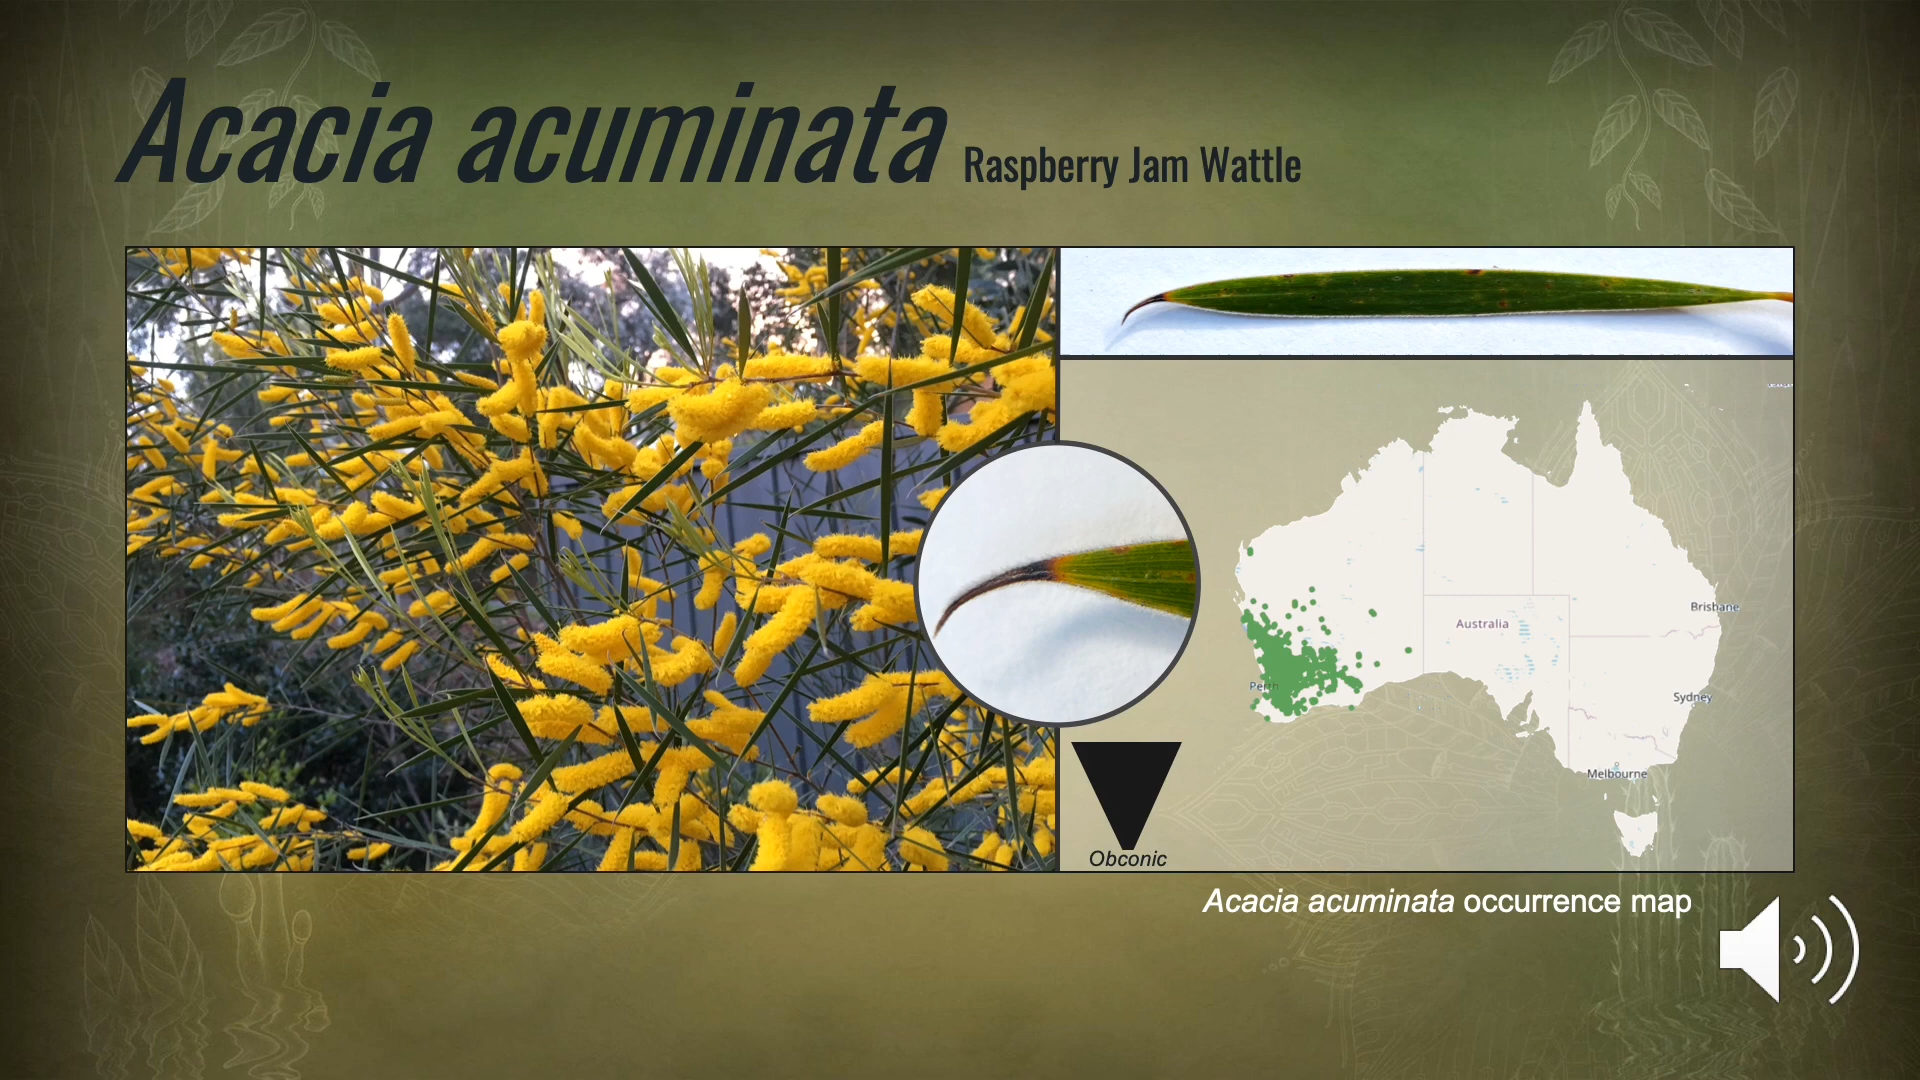 Acacia acuminata Raspberry Jam Wattle
Brisbane
Australia
Perth
Sydney
Melbourne
Obconic
Acacia acuminata occurrence map